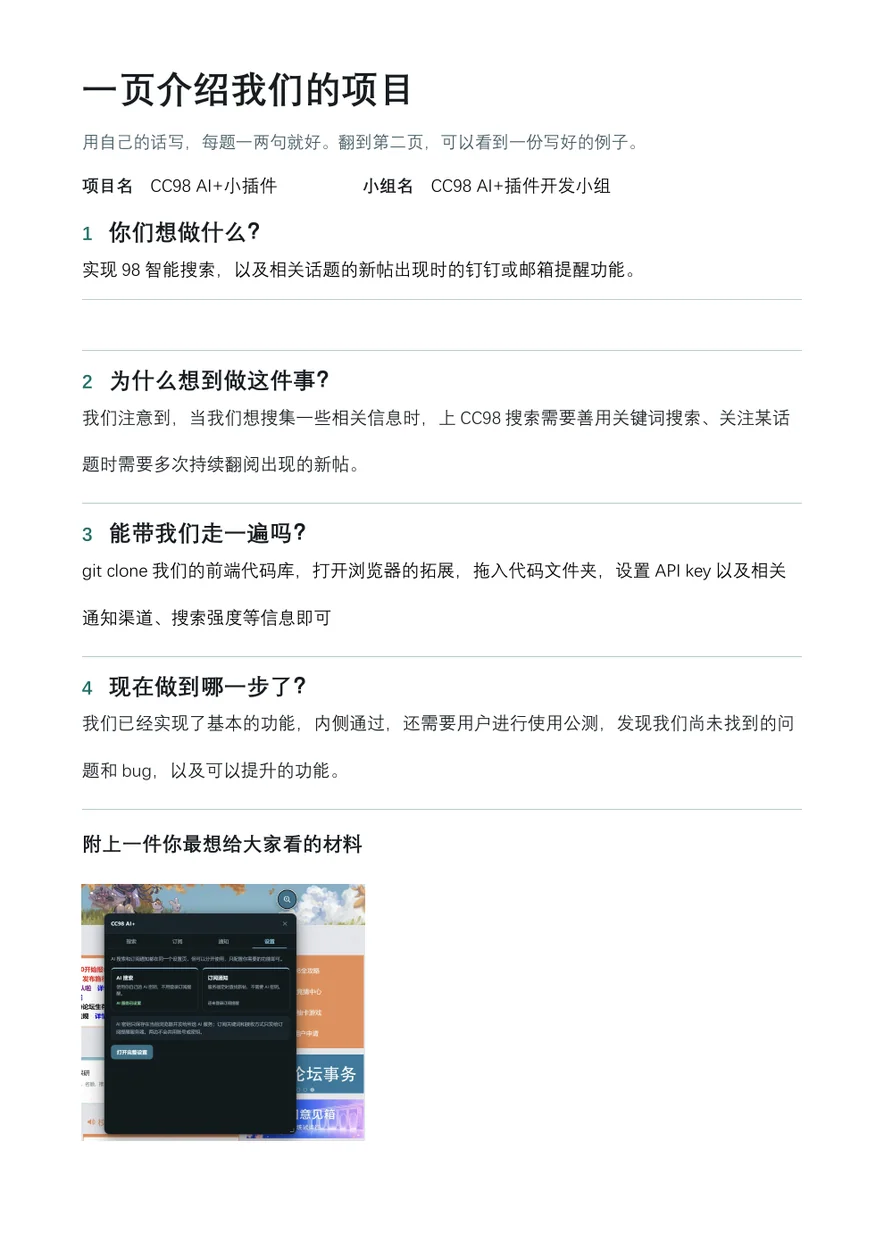 一页介绍我们的项目
用自己的话写，每题一两句就好。翻到第二页，可以看到一份写好的例子。
项目名 CC98 AI+小插件 小组名 CC98 AI+插件开发小组
1 你们想做什么？
实现 98 智能搜索，以及相关话题的新帖出现时的钉钉或邮箱提醒功能。
2 为什么想到做这件事？
我们注意到，当我们想搜集一些相关信息时，上 CC98 搜索需要善用关键词搜索、关注某话
题时需要多次持续翻阅出现的新帖。
3 能带我们走一遍吗？
git clone 我们的前端代码库，打开浏览器的拓展，拖入代码文件夹，设置 API key 以及相关
通知渠道、搜索强度等信息即可
4 现在做到哪一步了？
我们已经实现了基本的功能，内侧通过，还需要用户进行使用公测，发现我们尚未找到的问
题和 bug，以及可以提升的功能。
附上一件你最想给大家看的材料
CC98 AI+
搜索 订阅 通知 设置
AI 搜索 订阅通知
打开完整设置
论坛事务
意见箱